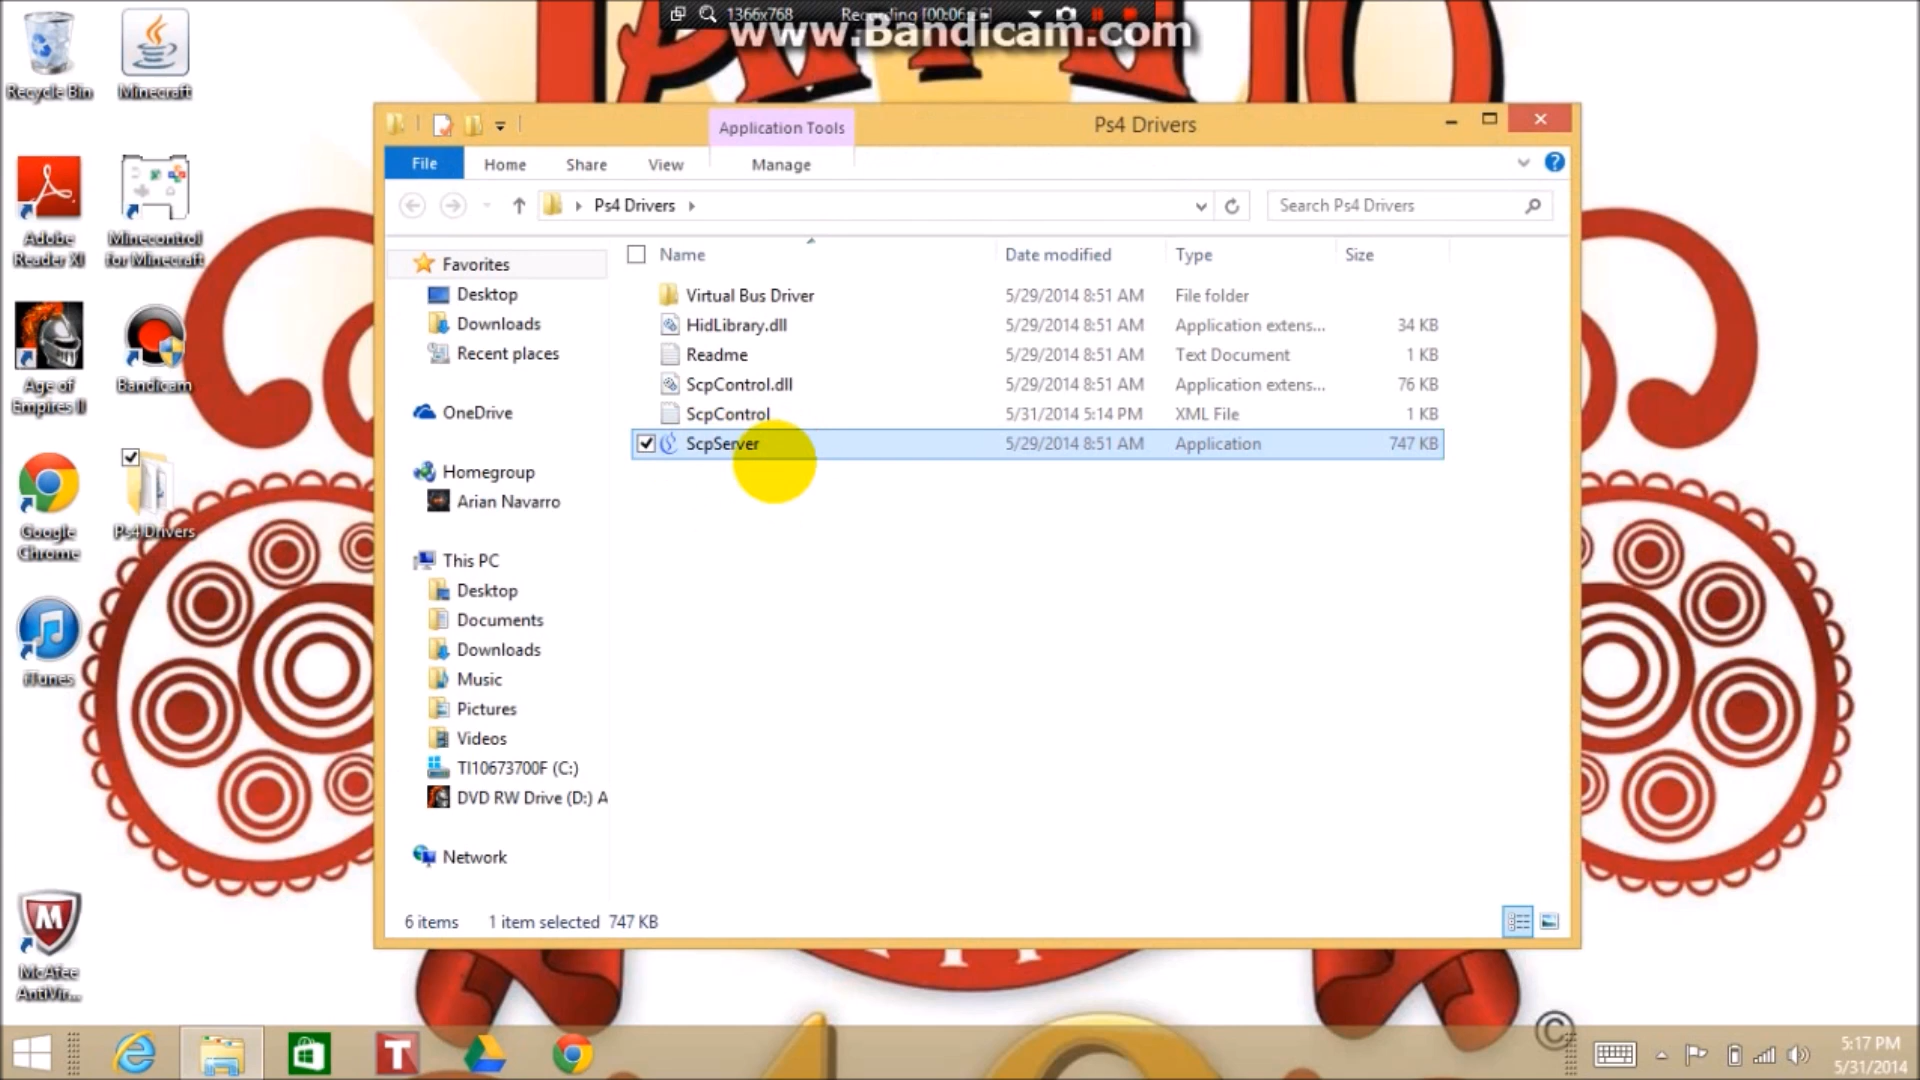 1366x768
Recording [00:06:
www.Bandicam.com
Recycle Bin
Minecraft
Adobe
Reader XI
Minecontrol
for Minecraft
Age of
Empires II
Bandicam
Google
Chrome
Ps4 Drivers
iTunes
McAfee
AntiVir...
Application Tools
Ps4 Drivers
File
Home
Share
View
Manage
Ps4 Drivers
Search Ps4 Drivers
Favorites
Desktop
Downloads
Recent places
OneDrive
Homegroup
Arian Navarro
This PC
Desktop
Documents
Downloads
Music
Pictures
Videos
TI10673700F (C:)
DVD RW Drive (D:) A
Network
Name Date modified Type Size
Virtual Bus Driver 5/29/2014 8:51 AM File folder
HidLibrary.dll 5/29/2014 8:51 AM Application extens... 34 KB
Readme 5/29/2014 8:51 AM Text Document 1 KB
ScpControl.dll 5/29/2014 8:51 AM Application extens... 76 KB
ScpControl 5/31/2014 5:14 PM XML File 1 KB
ScpServer 5/29/2014 8:51 AM Application 747 KB
6 items 1 item selected 747 KB
©
T
5:17 PM
5/31/2014